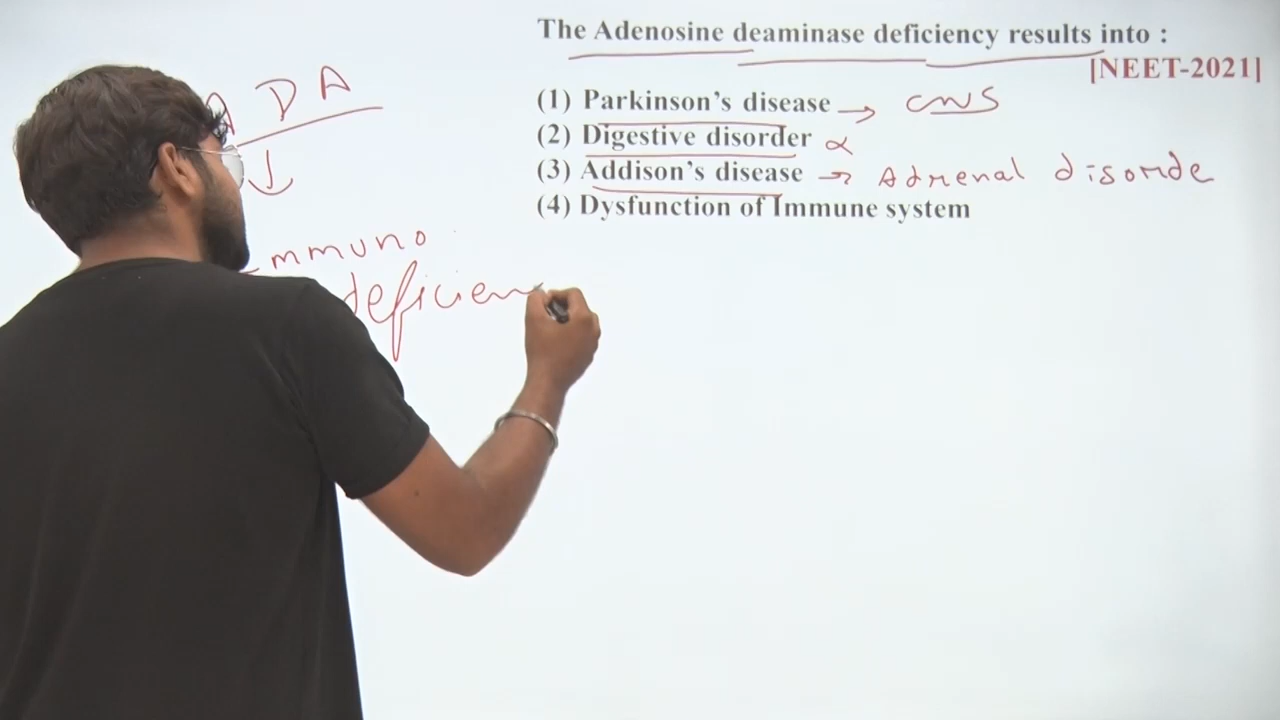 The Adenosine deaminase deficiency results into :
[NEET-2021]
(1) Parkinson's disease → CNS
(2) Digestive disorder
(3) Addison's disease → Adrenal disorde
(4) Dysfunction of Immune system
ADA
↓
mmuno
deficien